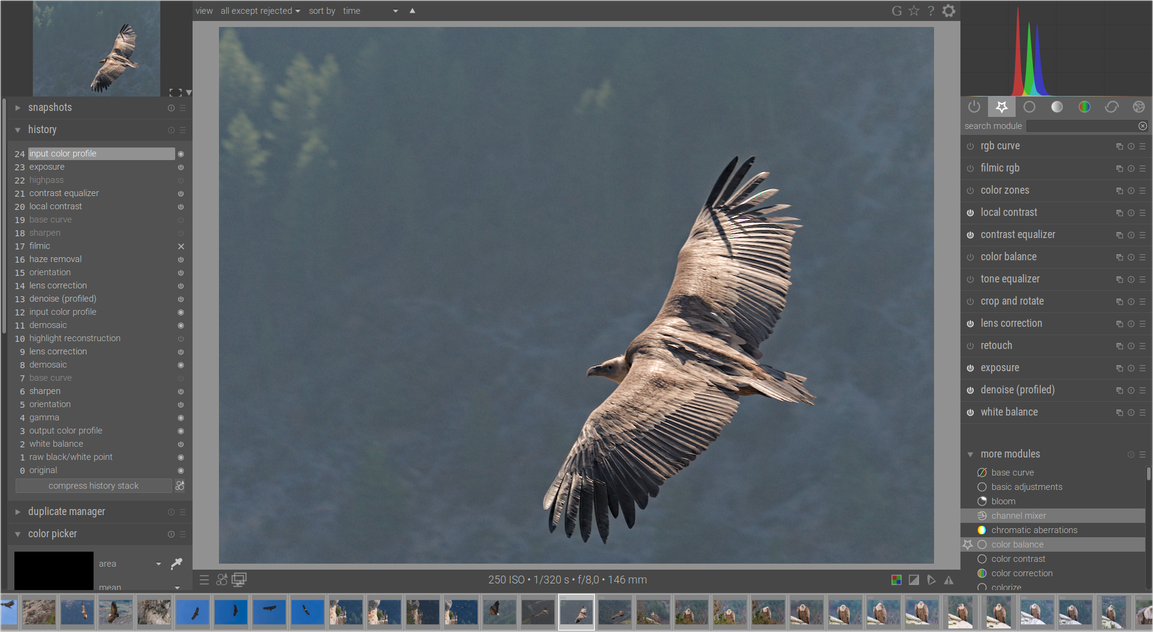 view all except rejected sort by time
G ?
snapshots
history
24 input color profile
23 exposure
22 highpass
21 contrast equalizer
20 local contrast
19 base curve
18 sharpen
17 filmic
16 haze removal
15 orientation
14 lens correction
13 denoise (profiled)
12 input color profile
11 demosaic
10 highlight reconstruction
9 lens correction
8 demosaic
7 base curve
6 sharpen
5 orientation
4 gamma
3 output color profile
2 white balance
1 raw black/white point
0 original
compress history stack
duplicate manager
color picker
area
mean
250 ISO • 1/320 s • f/8,0 • 146 mm
search module
rgb curve
filmic rgb
color zones
local contrast
contrast equalizer
color balance
tone equalizer
crop and rotate
lens correction
retouch
exposure
denoise (profiled)
white balance
more modules
base curve
basic adjustments
bloom
channel mixer
chromatic aberrations
color balance
color contrast
color correction
colorize